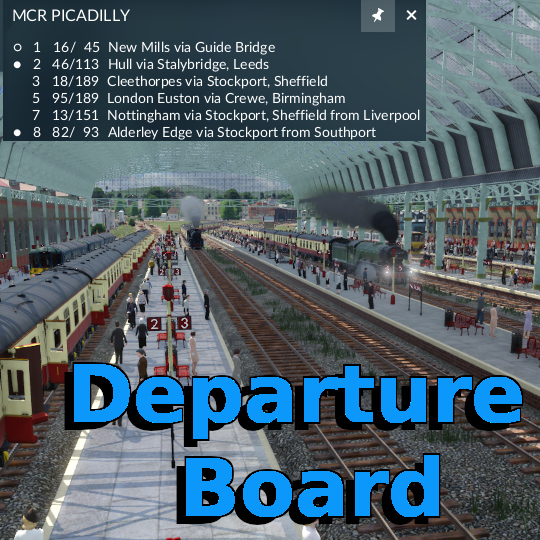 MCR PICADILLY
1 16/ 45 New Mills via Guide Bridge
2 46/113 Hull via Stalybridge, Leeds
3 18/189 Cleethorpes via Stockport, Sheffield
5 95/189 London Euston via Crewe, Birmingham
7 13/151 Nottingham via Stockport, Sheffield from Liverpool
8 82/ 93 Alderley Edge via Stockport from Southport
2 3
Departure
Board